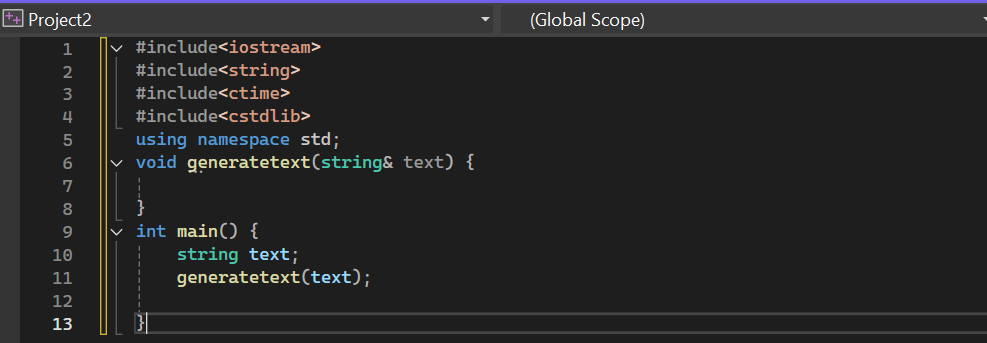 Project2 (Global Scope)
1 #include<iostream>
2 #include<string>
3 #include<ctime>
4 #include<cstdlib>
5 using namespace std;
6 void generatetext(string& text) {
7
8 }
9 int main() {
10     string text;
11     generatetext(text);
12
13 }